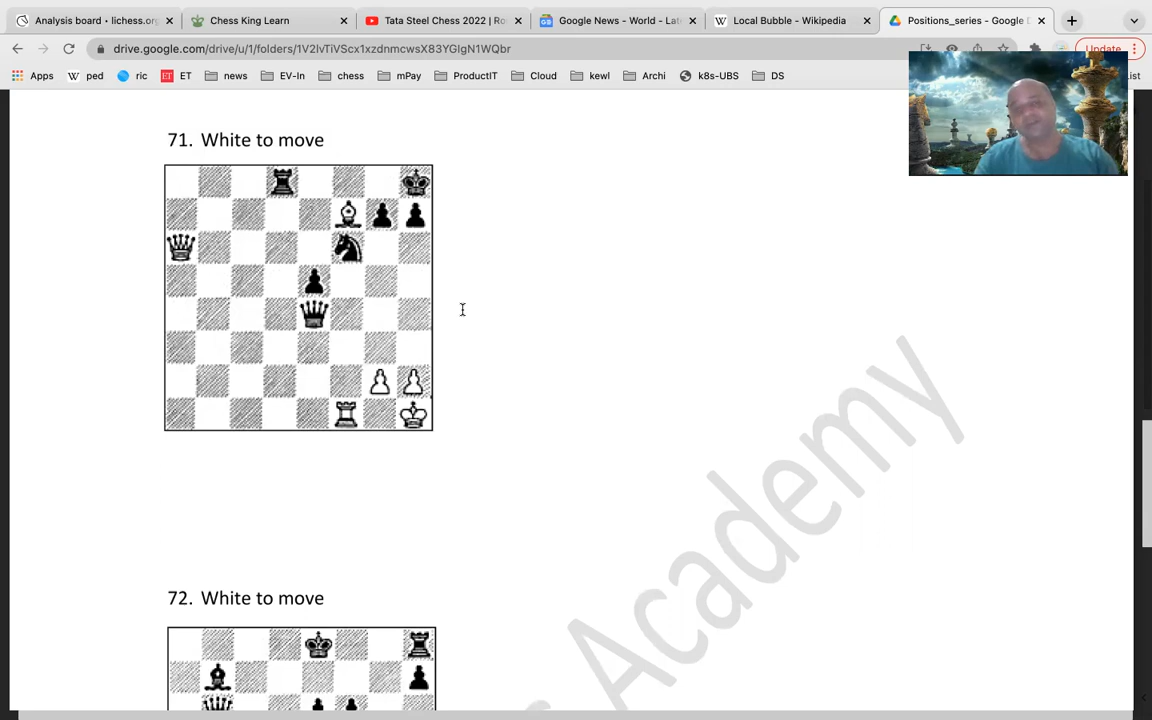 Analysis board • lichess.org
Chess King Learn
Tata Steel Chess 2022 | Ro
Google News - World - Lat
Local Bubble - Wikipedia
Positions_series - Google D
drive.google.com/drive/u/1/folders/
Update
Apps
ped
ric
ET ET
news
EV-In
chess
mPay
ProductIT
Cloud
kewl
Archi
k8s-UBS
DS
List
71. White to move
72. White to move
Academy